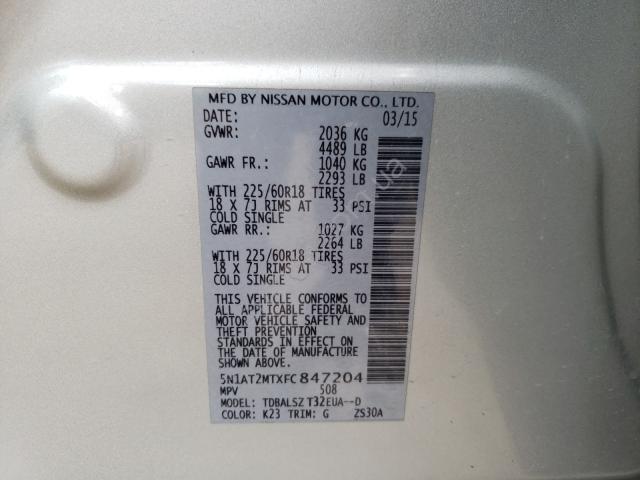 MFD BY NISSAN MOTOR CO., LTD.
DATE: 03/15
GVWR: 2036 KG
4489 LB
GAWR FR.: 1040 KG
2293 LB
WITH 225/60R18 TIRES
18 X 7J RIMS AT 33 PSI
COLD SINGLE
GAWR RR.: 1027 KG
2264 LB
WITH 225/60R18 TIRES
18 X 7J RIMS AT 33 PSI
COLD SINGLE
THIS VEHICLE CONFORMS TO
ALL APPLICABLE FEDERAL
MOTOR VEHICLE SAFETY AND
THEFT PREVENTION
STANDARDS IN EFFECT ON
THE DATE OF MANUFACTURE
SHOWN ABOVE.
5N1AT2MTXFC847204
MPV 508
MODEL: TDBALSZ T32EUA--D
COLOR: K23 TRIM: G ZS30A